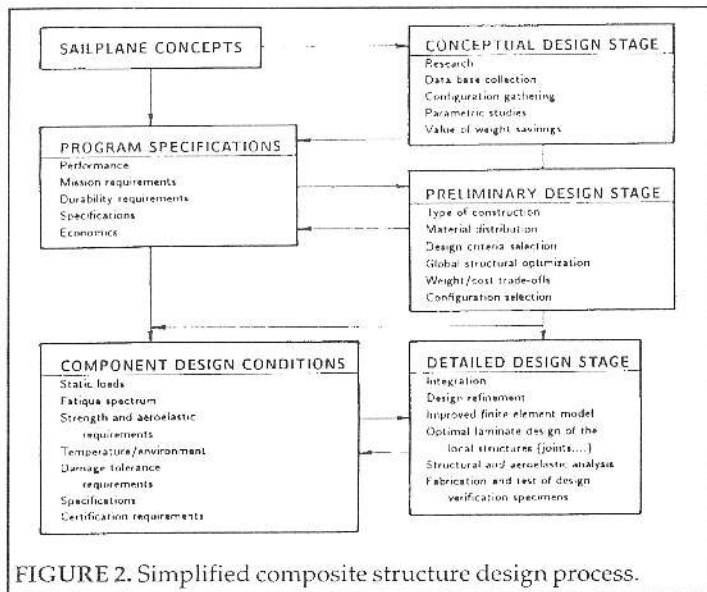 SAILPLANE CONCEPTS
CONCEPTUAL DESIGN STAGE
Research
Data base collection
Configuration gathering
Parametric studies
Value of weight savings
PROGRAM SPECIFICATIONS
Performance
Mission requirements
Durability requirements
Specifications
Economics
PRELIMINARY DESIGN STAGE
Type of construction
Material distribution
Design criteria selection
Global structural optimization
Weight/cost trade-offs
Configuration selection
COMPONENT DESIGN CONDITIONS
Static loads
Fatique spectrum
Strength and aeroelastic
requirements
Temperature/environment
Damage tolerance
requirements
Specifications
Certification requirements
DETAILED DESIGN STAGE
Integration
Design refinement
Improved finite element model
Optimal laminate design of the
local structures (joints....)
Structural and aeroelastic analysis
Fabrication and test of design
verification specimens
FIGURE 2. Simplified composite structure design process.